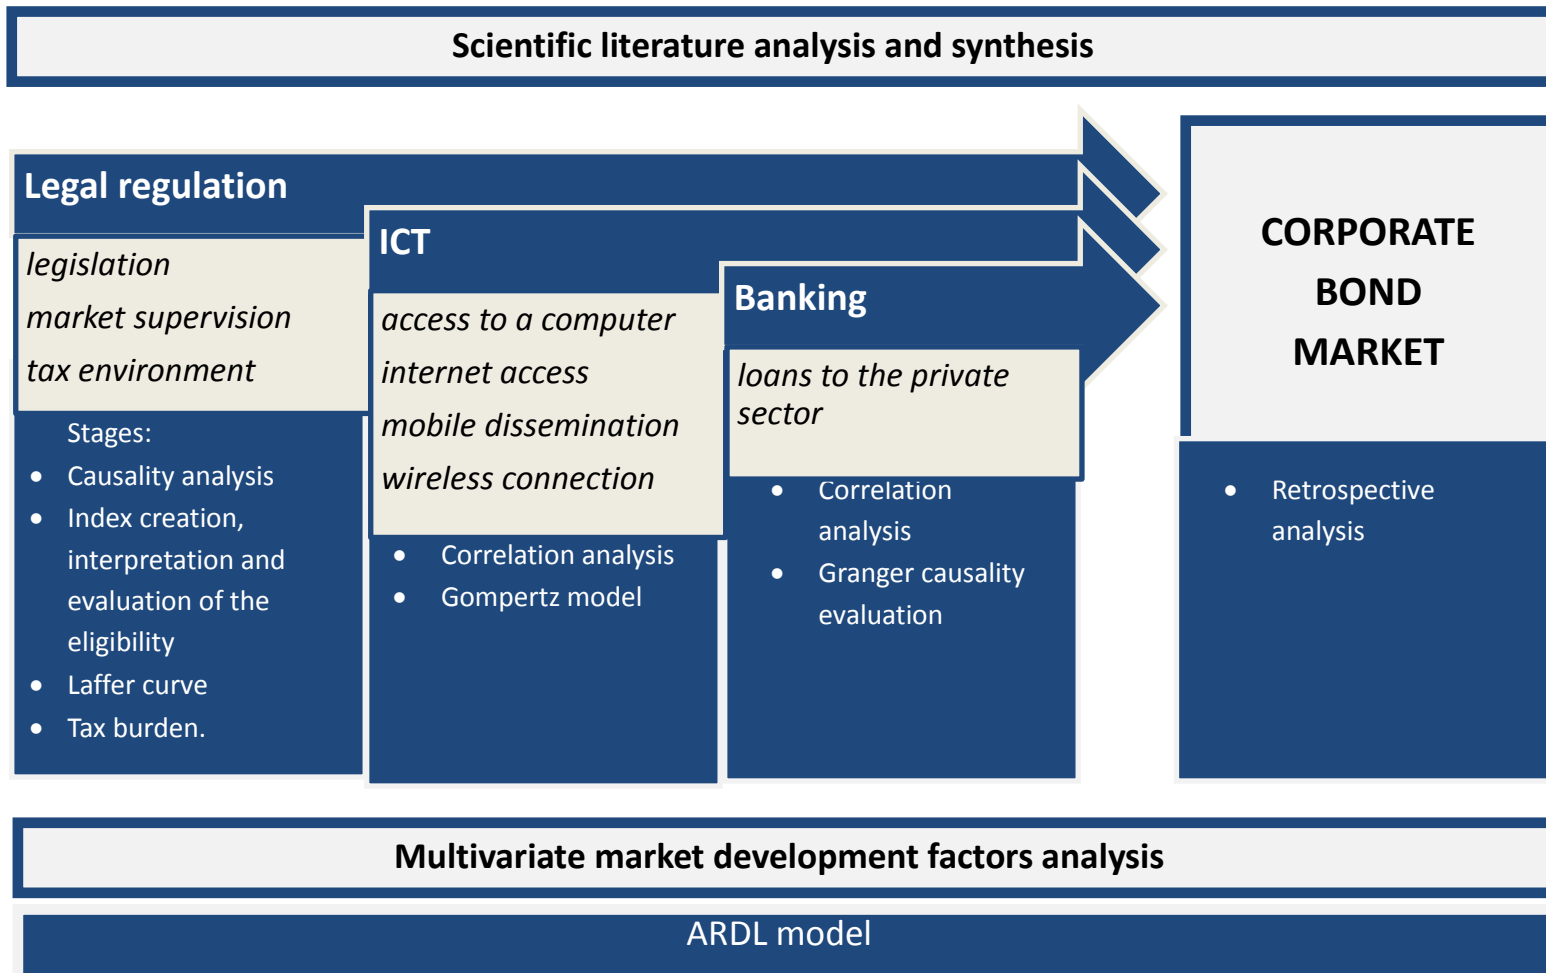 Scientific literature analysis and synthesis
Legal regulation
legislation
market supervision
tax environment
Stages:
• Causality analysis
• Index creation,
interpretation and
evaluation of the
eligibility
• Laffer curve
• Tax burden.
ICT
access to a computer
internet access
mobile dissemination
wireless connection
• Correlation analysis
• Gompertz model
Banking
loans to the private
sector
• Correlation
analysis
• Granger causality
evaluation
CORPORATE
BOND
MARKET
• Retrospective
analysis
Multivariate market development factors analysis
ARDL model